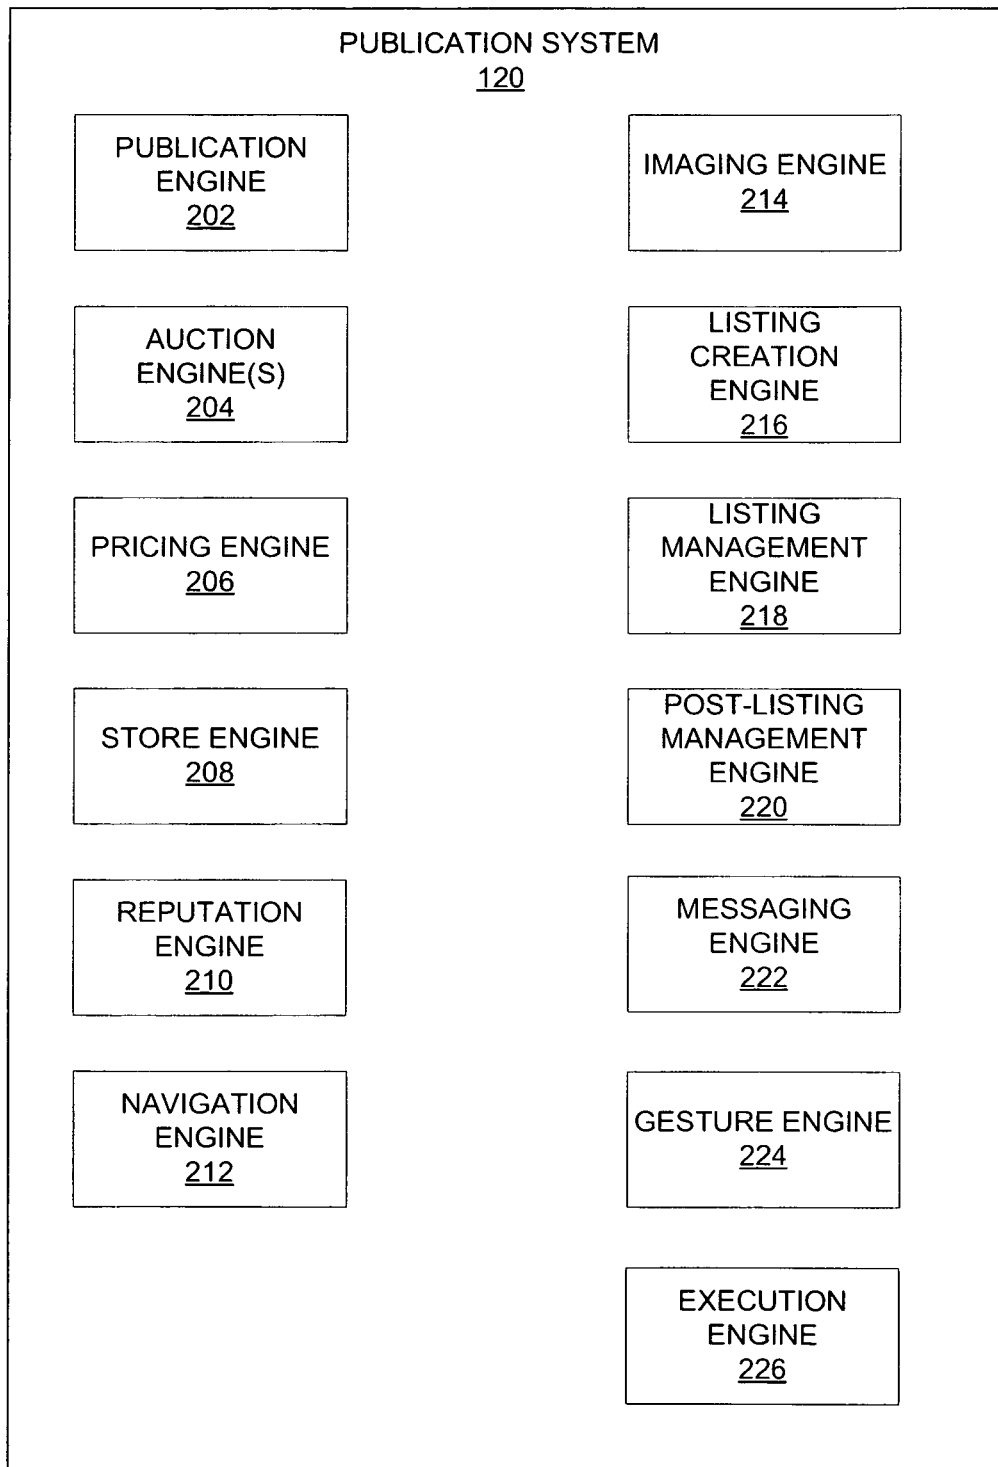 PUBLICATION SYSTEM
120
PUBLICATION
ENGINE
202
AUCTION
ENGINE(S)
204
PRICING ENGINE
206
STORE ENGINE
208
REPUTATION
ENGINE
210
NAVIGATION
ENGINE
212
IMAGING ENGINE
214
LISTING
CREATION
ENGINE
216
LISTING
MANAGEMENT
ENGINE
218
POST-LISTING
MANAGEMENT
ENGINE
220
MESSAGING
ENGINE
222
GESTURE ENGINE
224
EXECUTION
ENGINE
226